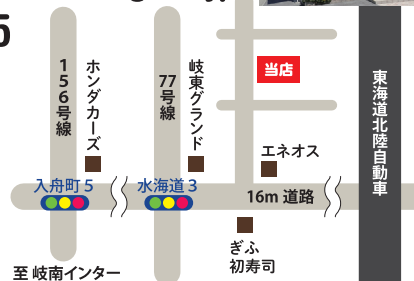 5
156号線
ホンダカーズ
77号線
岐東グランド
当店
エネオス
東海道北陸自動車
入舟町5
水海道3
16m 道路
ぎふ
初寿司
至 岐南インター